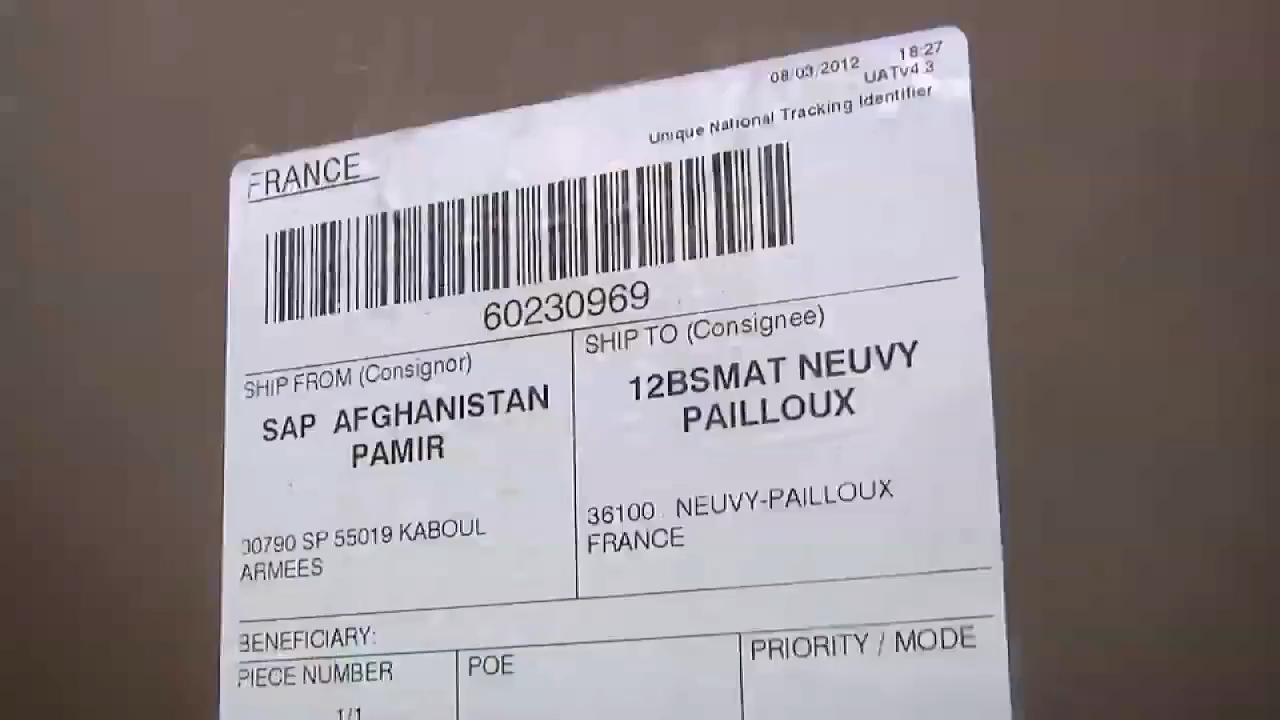 08/03/2012 18:27
UATv4.3
Unique National Tracking Identifier
FRANCE
60230969
SHIP FROM (Consignor)
SAP AFGHANISTAN
PAMIR
00790 SP 55019 KABOUL
ARMEES
SHIP TO (Consignee)
12BSMAT NEUVY
PAILLOUX
36100 NEUVY-PAILLOUX
FRANCE
BENEFICIARY:
PIECE NUMBER
1/1
POE
PRIORITY / MODE